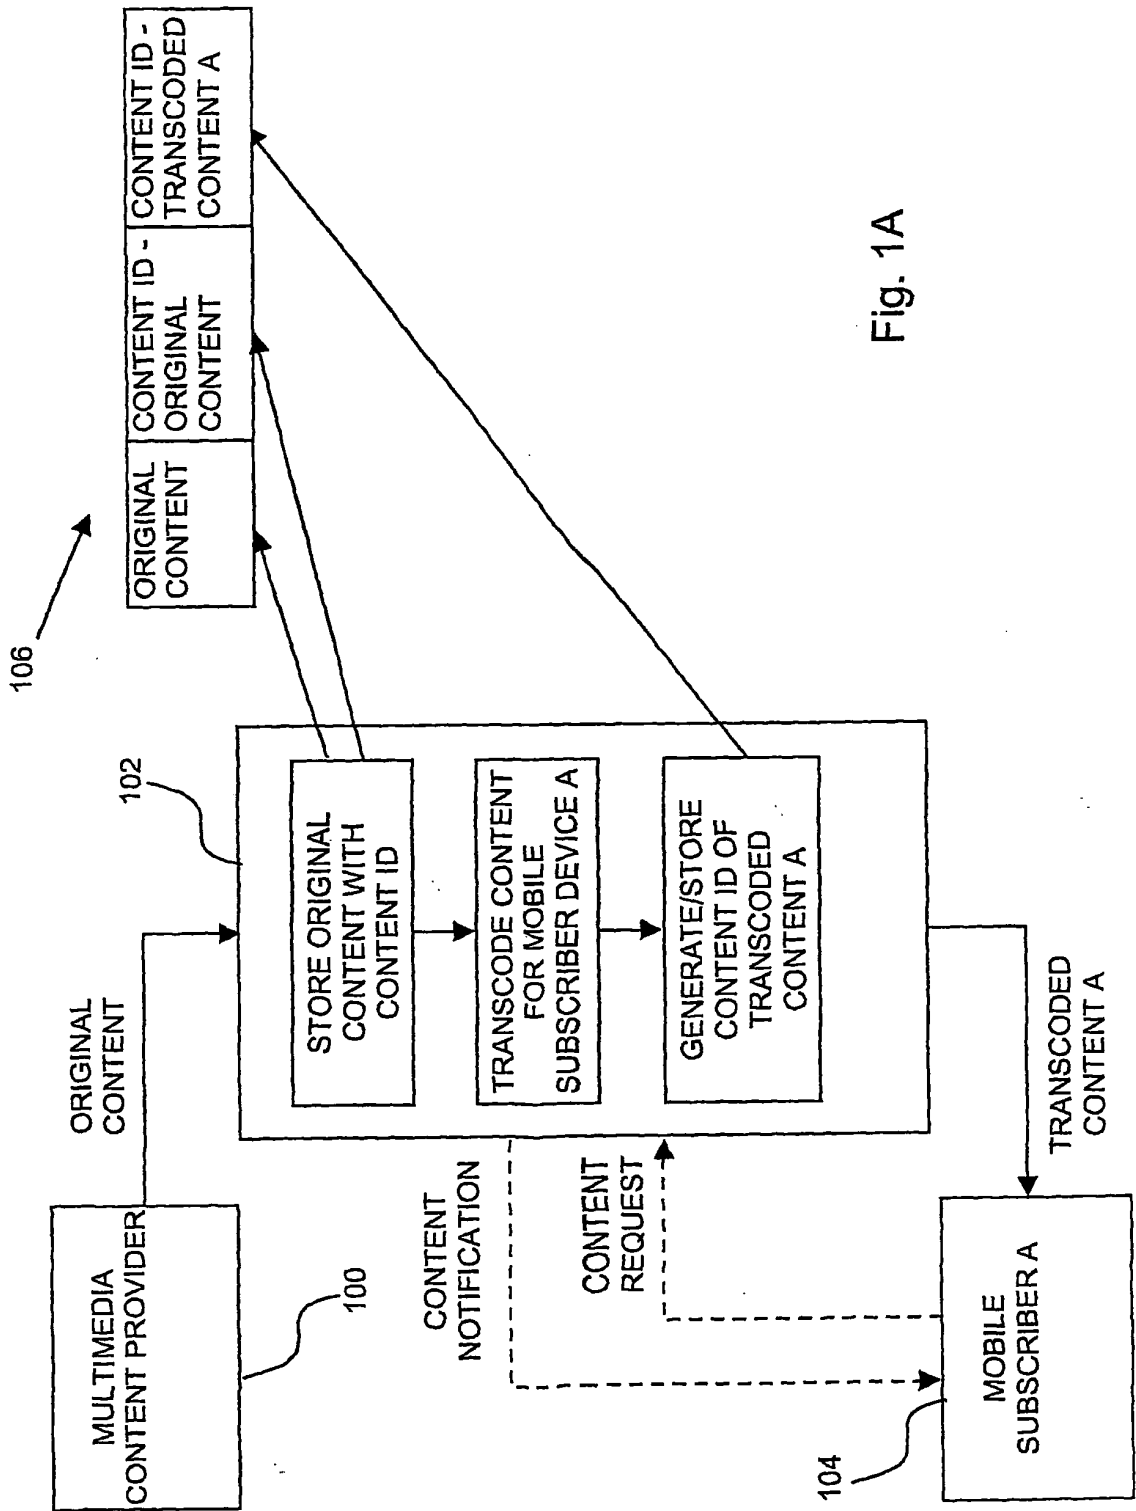 MULTIMEDIA
CONTENT PROVIDER
100
ORIGINAL
CONTENT
102
STORE ORIGINAL
CONTENT WITH
CONTENT ID
TRANSCODE CONTENT
FOR MOBILE
SUBSCRIBER DEVICE A
GENERATE/STORE
CONTENT ID OF
TRANSCODED
CONTENT A
106
ORIGINAL
CONTENT
CONTENT ID -
ORIGINAL
CONTENT
CONTENT ID -
TRANSCODED
CONTENT A
CONTENT
NOTIFICATION
CONTENT
REQUEST
104
MOBILE
SUBSCRIBER A
TRANSCODED
CONTENT A
Fig. 1A